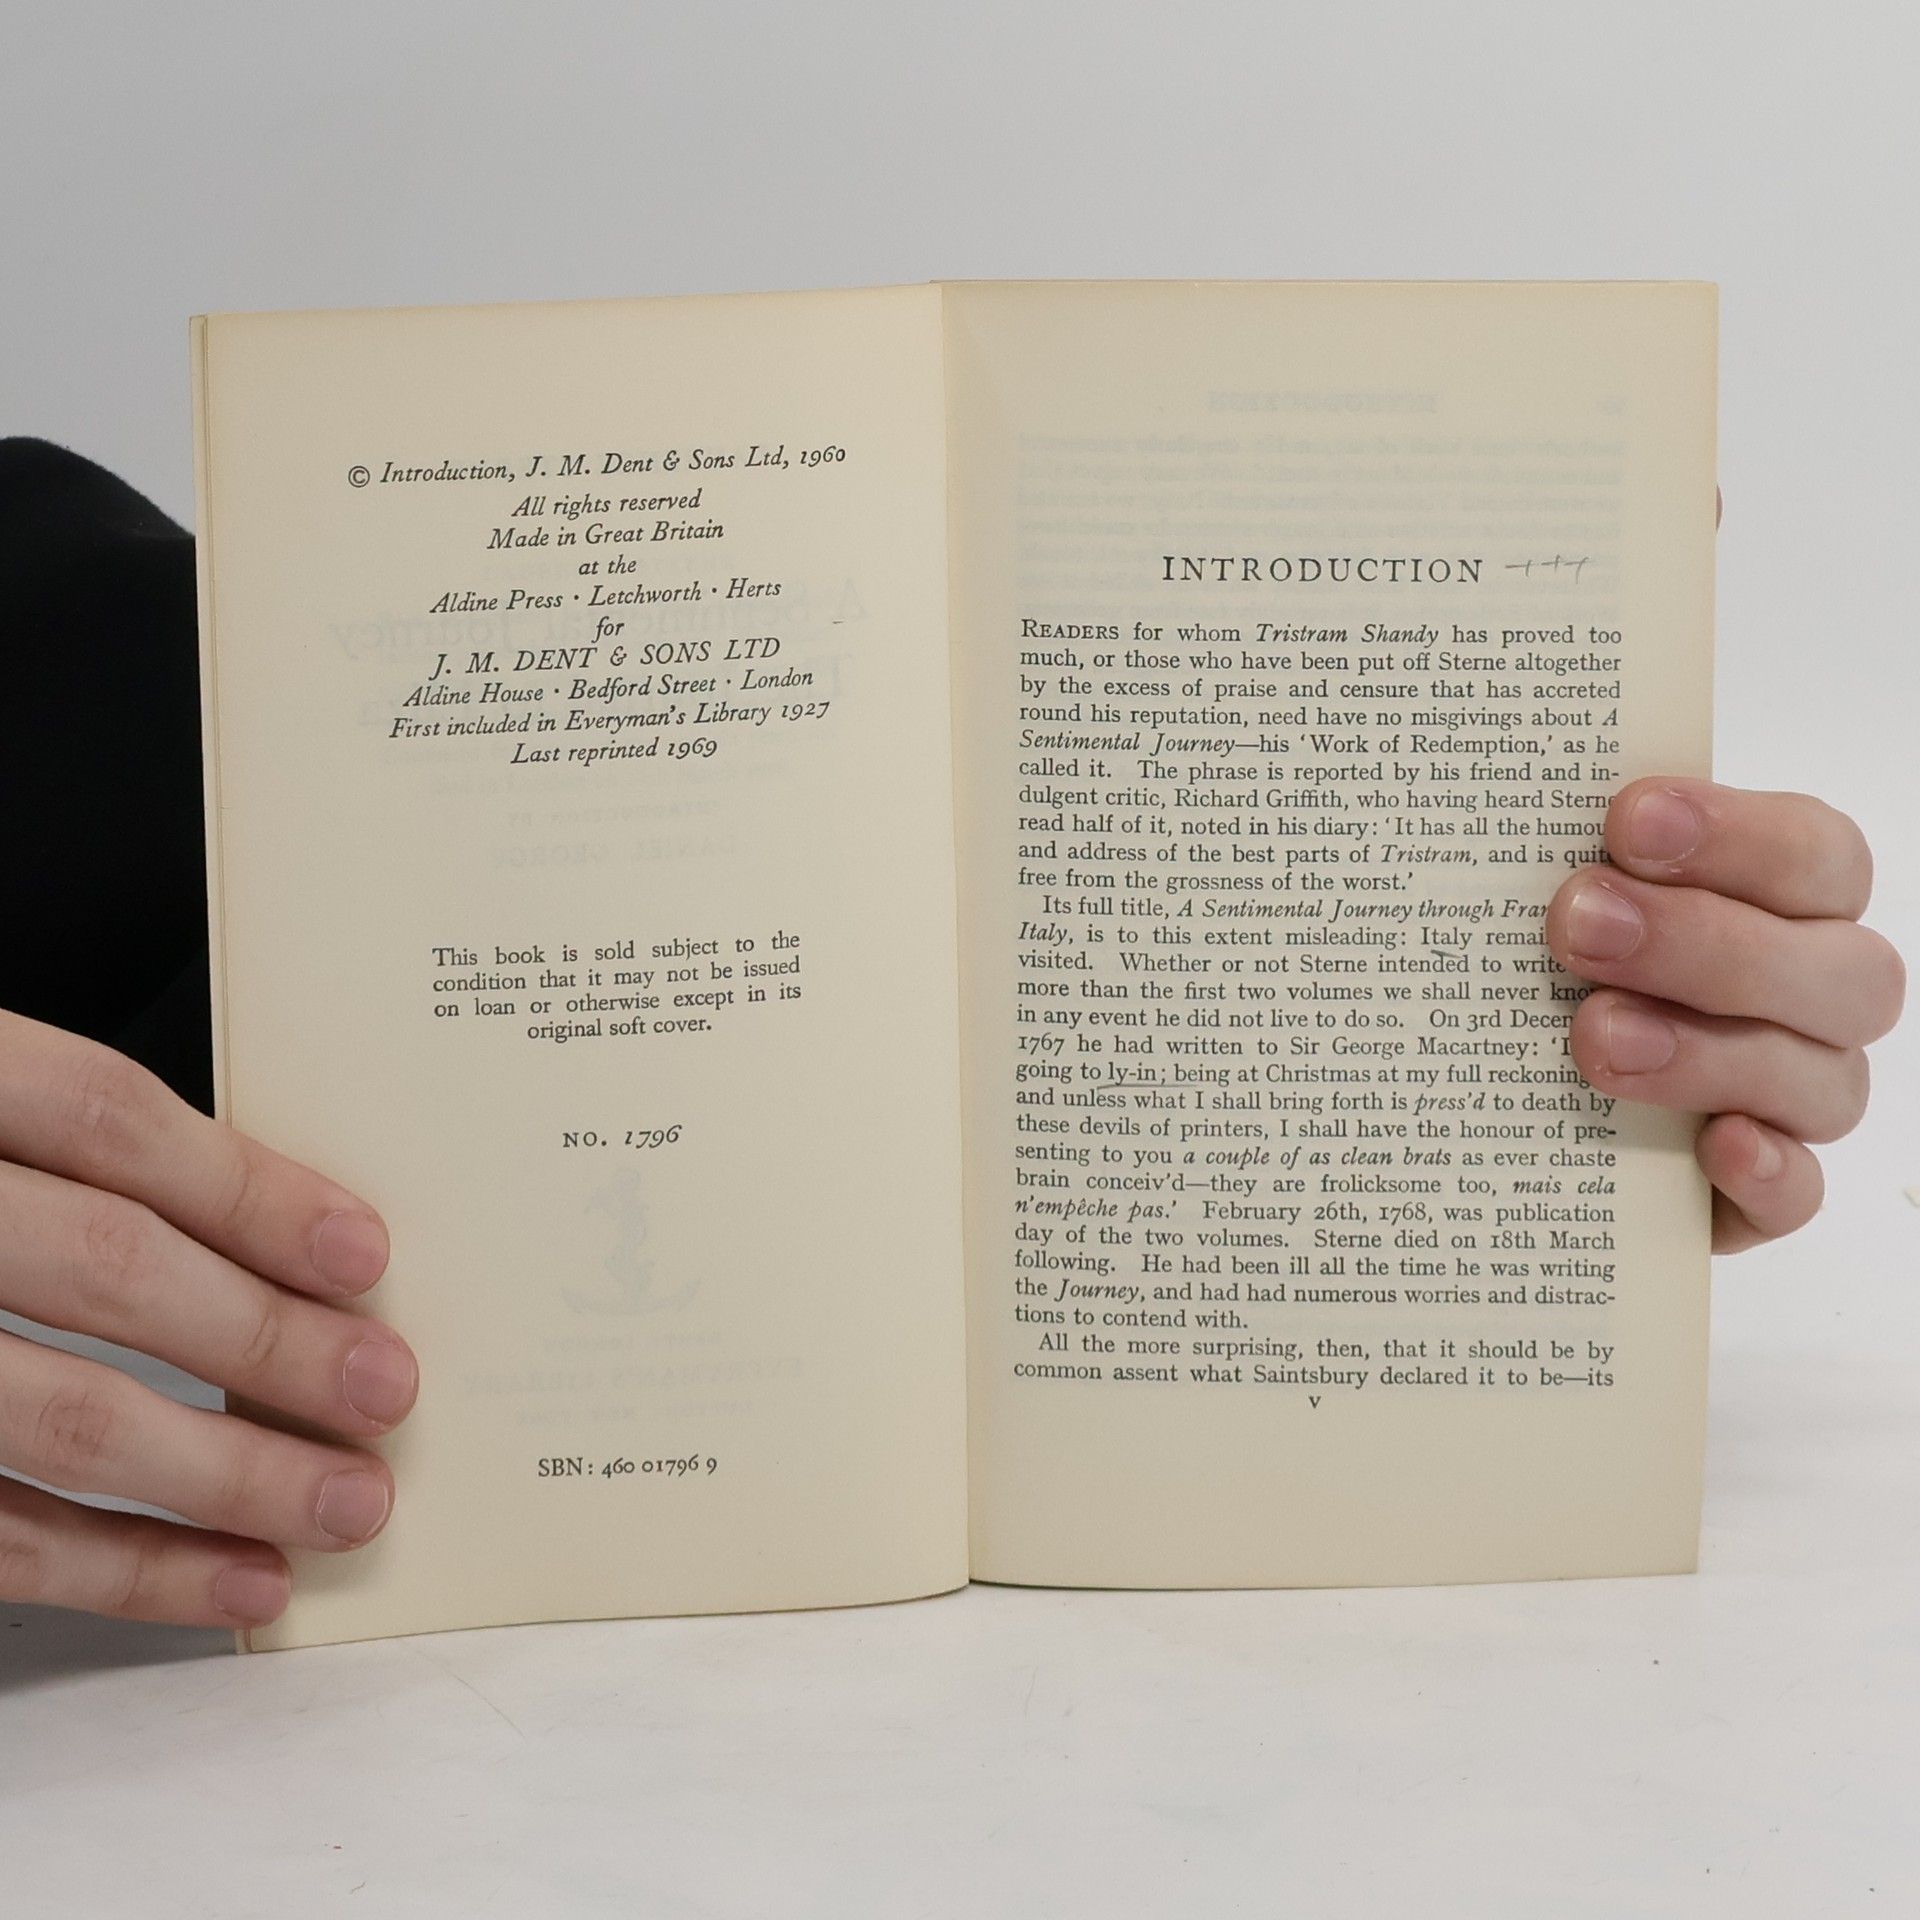 © Introduction, J. M. Dent & Sons Ltd, 1960
All rights reserved
Made in Great Britain
at the
Aldine Press · Letchworth · Herts
for
J. M. DENT & SONS LTD
Aldine House · Bedford Street · London
First included in Everyman's Library 1927
Last reprinted 1969
This book is sold subject to the
condition that it may not be issued
on loan or otherwise except in its
original soft cover.
NO. 1796
SBN: 460 01796 9
INTRODUCTION +++
READERS for whom Tristram Shandy has proved too
much, or those who have been put off Sterne altogether
by the excess of praise and censure that has accreted
round his reputation, need have no misgivings about A
Sentimental Journey—his 'Work of Redemption,' as he
called it. The phrase is reported by his friend and in-
dulgent critic, Richard Griffith, who having heard Sterne
read half of it, noted in his diary: 'It has all the humou
and address of the best parts of Tristram, and is quite
free from the grossness of the worst.'
Its full title, A Sentimental Journey through Fran
Italy, is to this extent misleading: Italy remai
visited. Whether or not Sterne intended to write
more than the first two volumes we shall never know
in any event he did not live to do so. On 3rd Decem
1767 he had written to Sir George Macartney: 'I
going to ly-in; being at Christmas at my full reckoning
and unless what I shall bring forth is press'd to death by
these devils of printers, I shall have the honour of pre-
senting to you a couple of as clean brats as ever chaste
brain conceiv'd—they are frolicksome too, mais cela
n'empêche pas.' February 26th, 1768, was publication
day of the two volumes. Sterne died on 18th March
following. He had been ill all the time he was writing
the Journey, and had had numerous worries and distrac-
tions to contend with.
All the more surprising, then, that it should be by
common assent what Saintsbury declared it to be—its
v